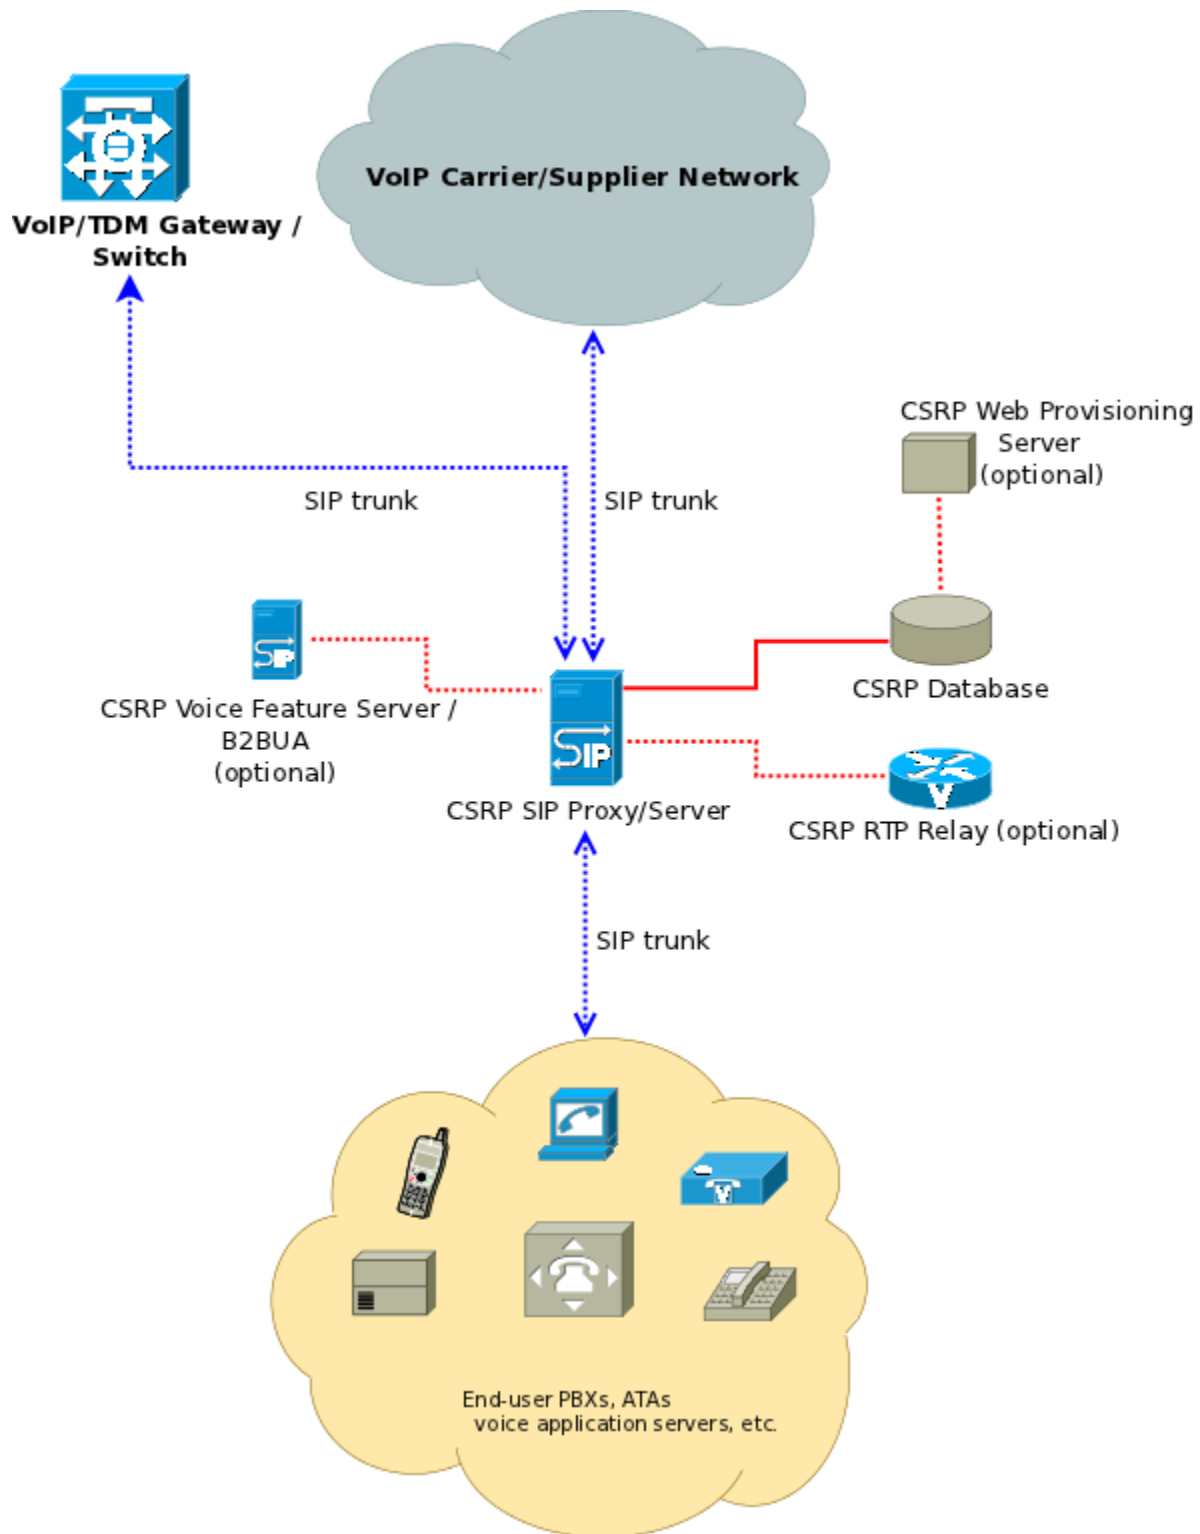 VoIP Carrier/Supplier Network
VoIP/TDM Gateway /
Switch
CSRP Web Provisioning
Server
(optional)
SIP trunk
SIP trunk
SIP
CSRP Voice Feature Server /
B2BUA
(optional)
CSRP Database
SIP
CSRP SIP Proxy/Server
V
CSRP RTP Relay (optional)
SIP trunk
V
End-user PBXs, ATAs
voice application servers, etc.